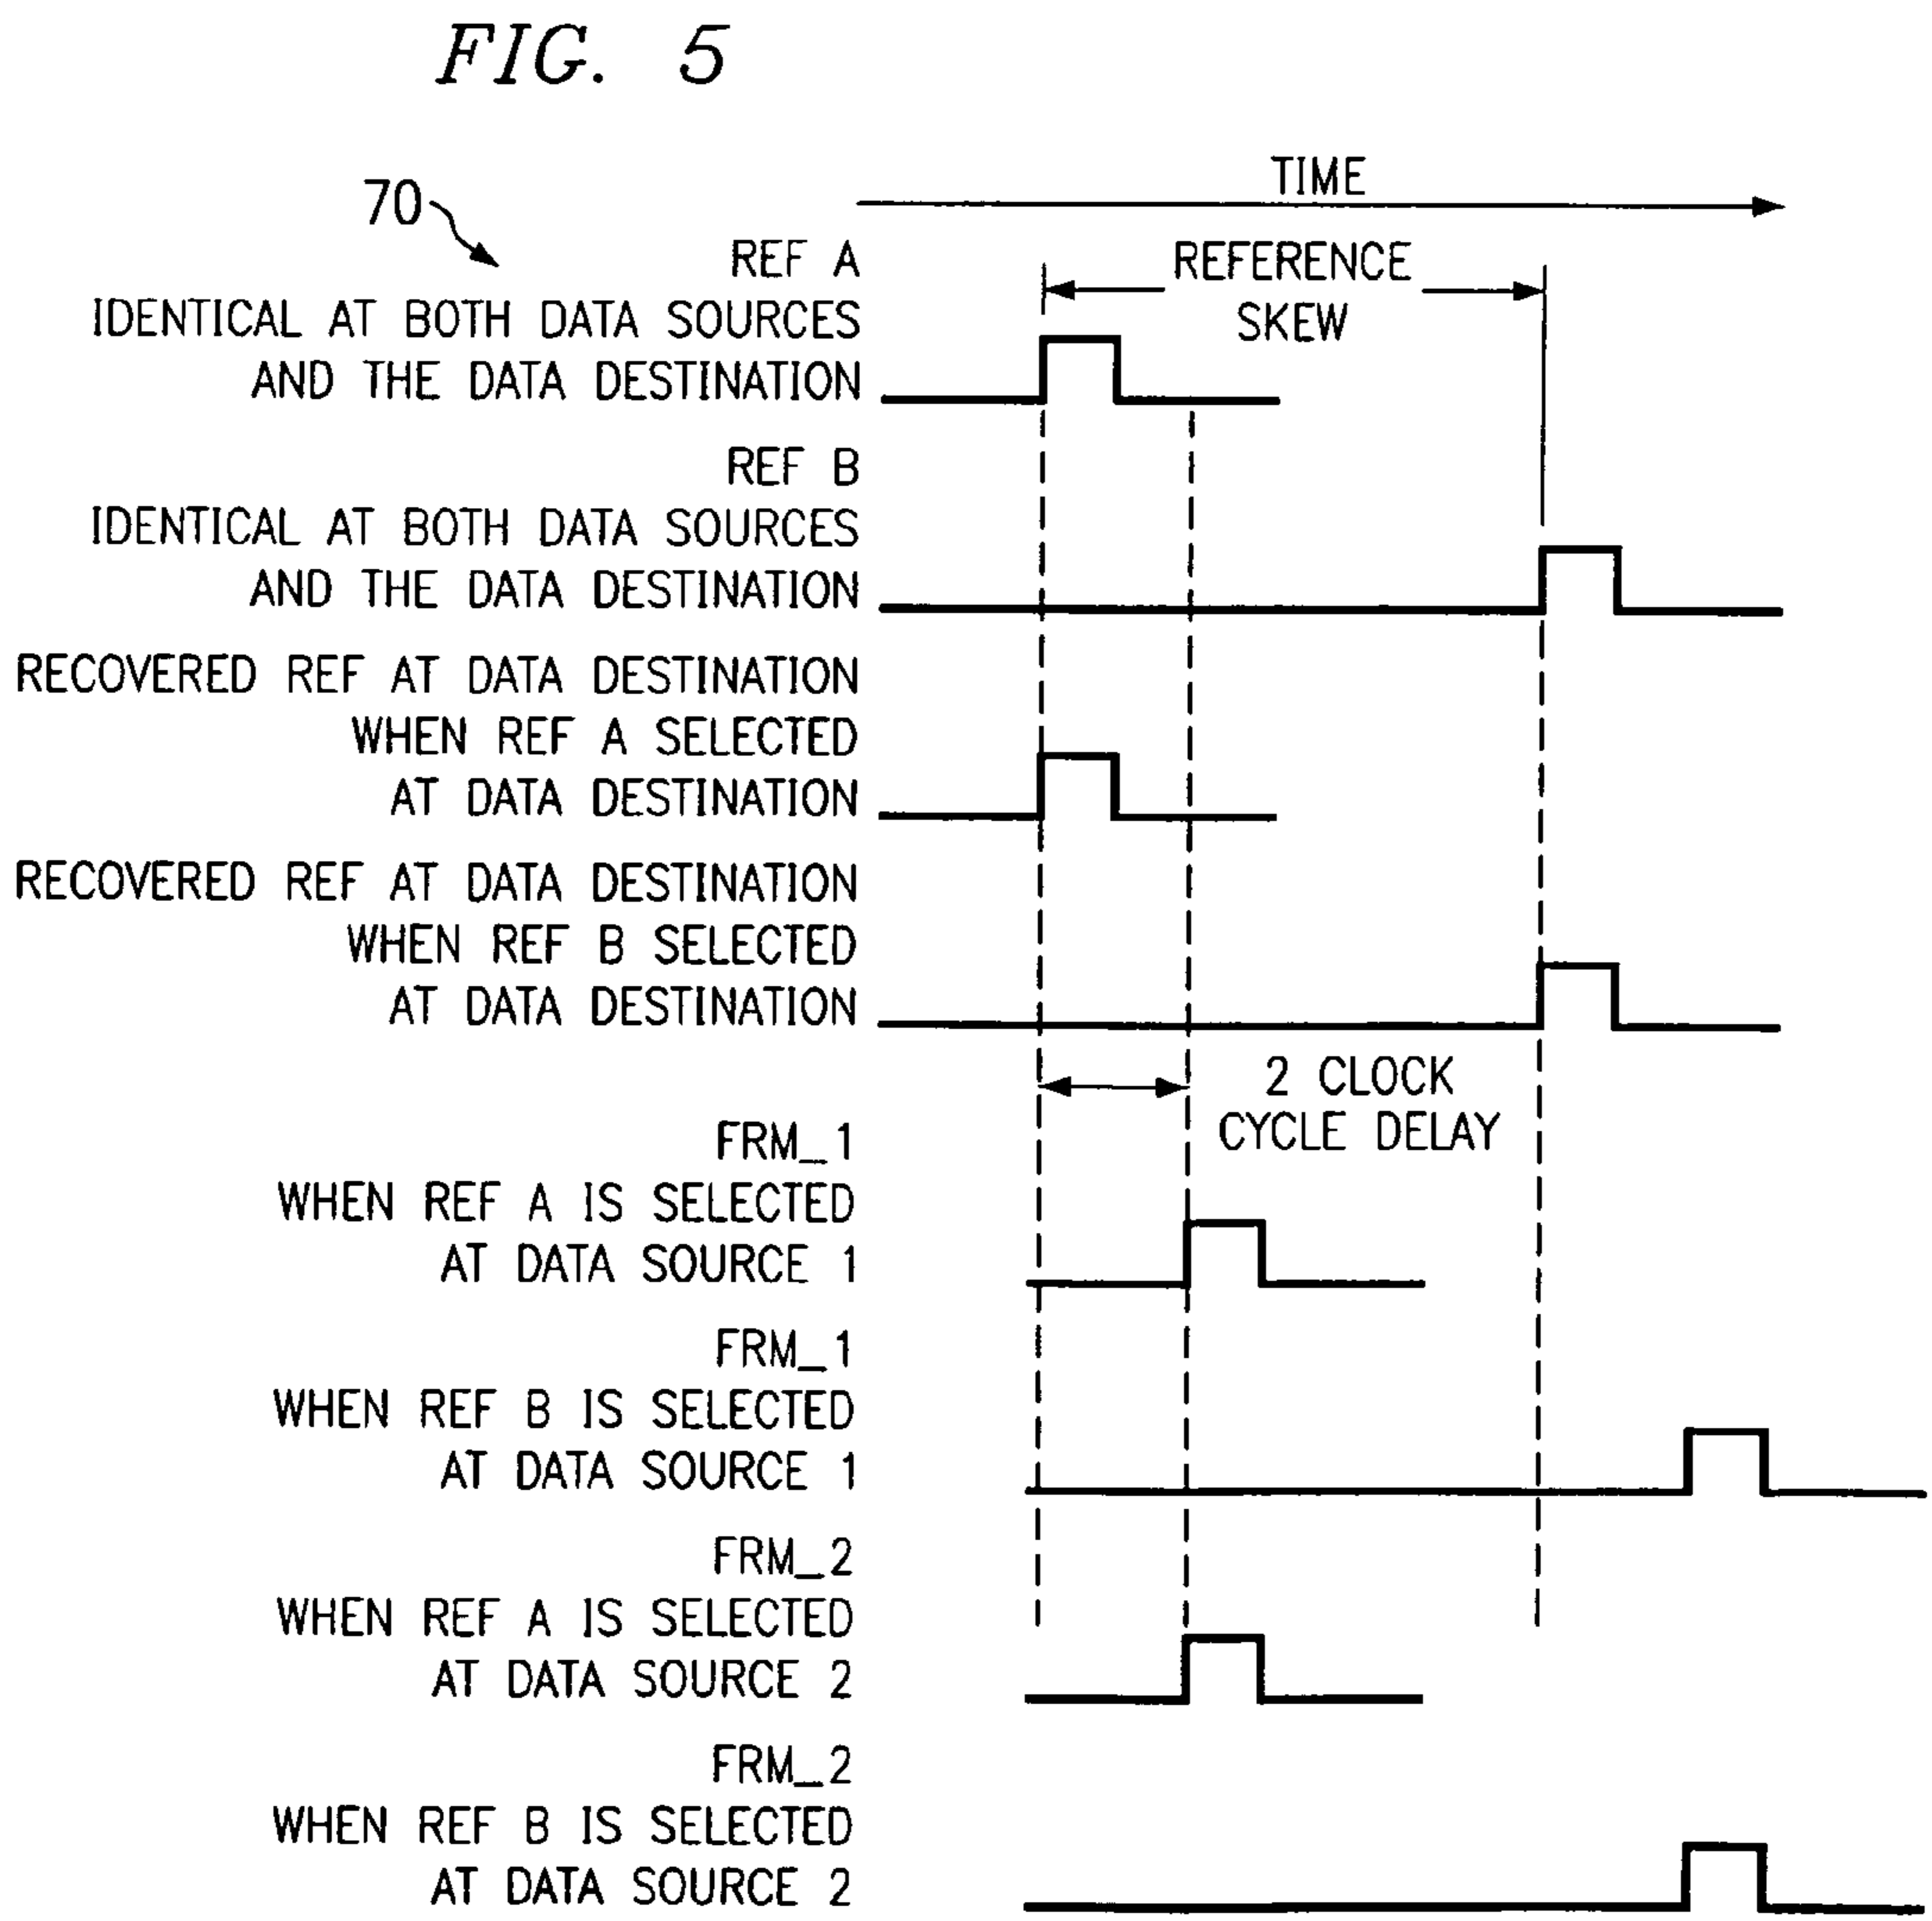 FIG. 5
70
TIME
REF A
IDENTICAL AT BOTH DATA SOURCES
AND THE DATA DESTINATION
REFERENCE
SKEW
REF B
IDENTICAL AT BOTH DATA SOURCES
AND THE DATA DESTINATION
RECOVERED REF AT DATA DESTINATION
WHEN REF A SELECTED
AT DATA DESTINATION
RECOVERED REF AT DATA DESTINATION
WHEN REF B SELECTED
AT DATA DESTINATION
2 CLOCK
CYCLE DELAY
FRM_1
WHEN REF A IS SELECTED
AT DATA SOURCE 1
FRM_1
WHEN REF B IS SELECTED
AT DATA SOURCE 1
FRM_2
WHEN REF A IS SELECTED
AT DATA SOURCE 2
FRM_2
WHEN REF B IS SELECTED
AT DATA SOURCE 2